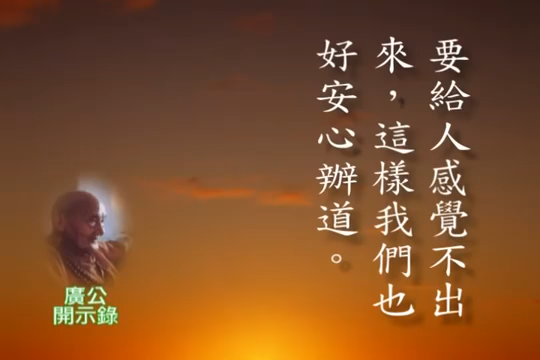 要給人感覺不出
來，這樣我們也
好安心辦道。
廣公
開示錄